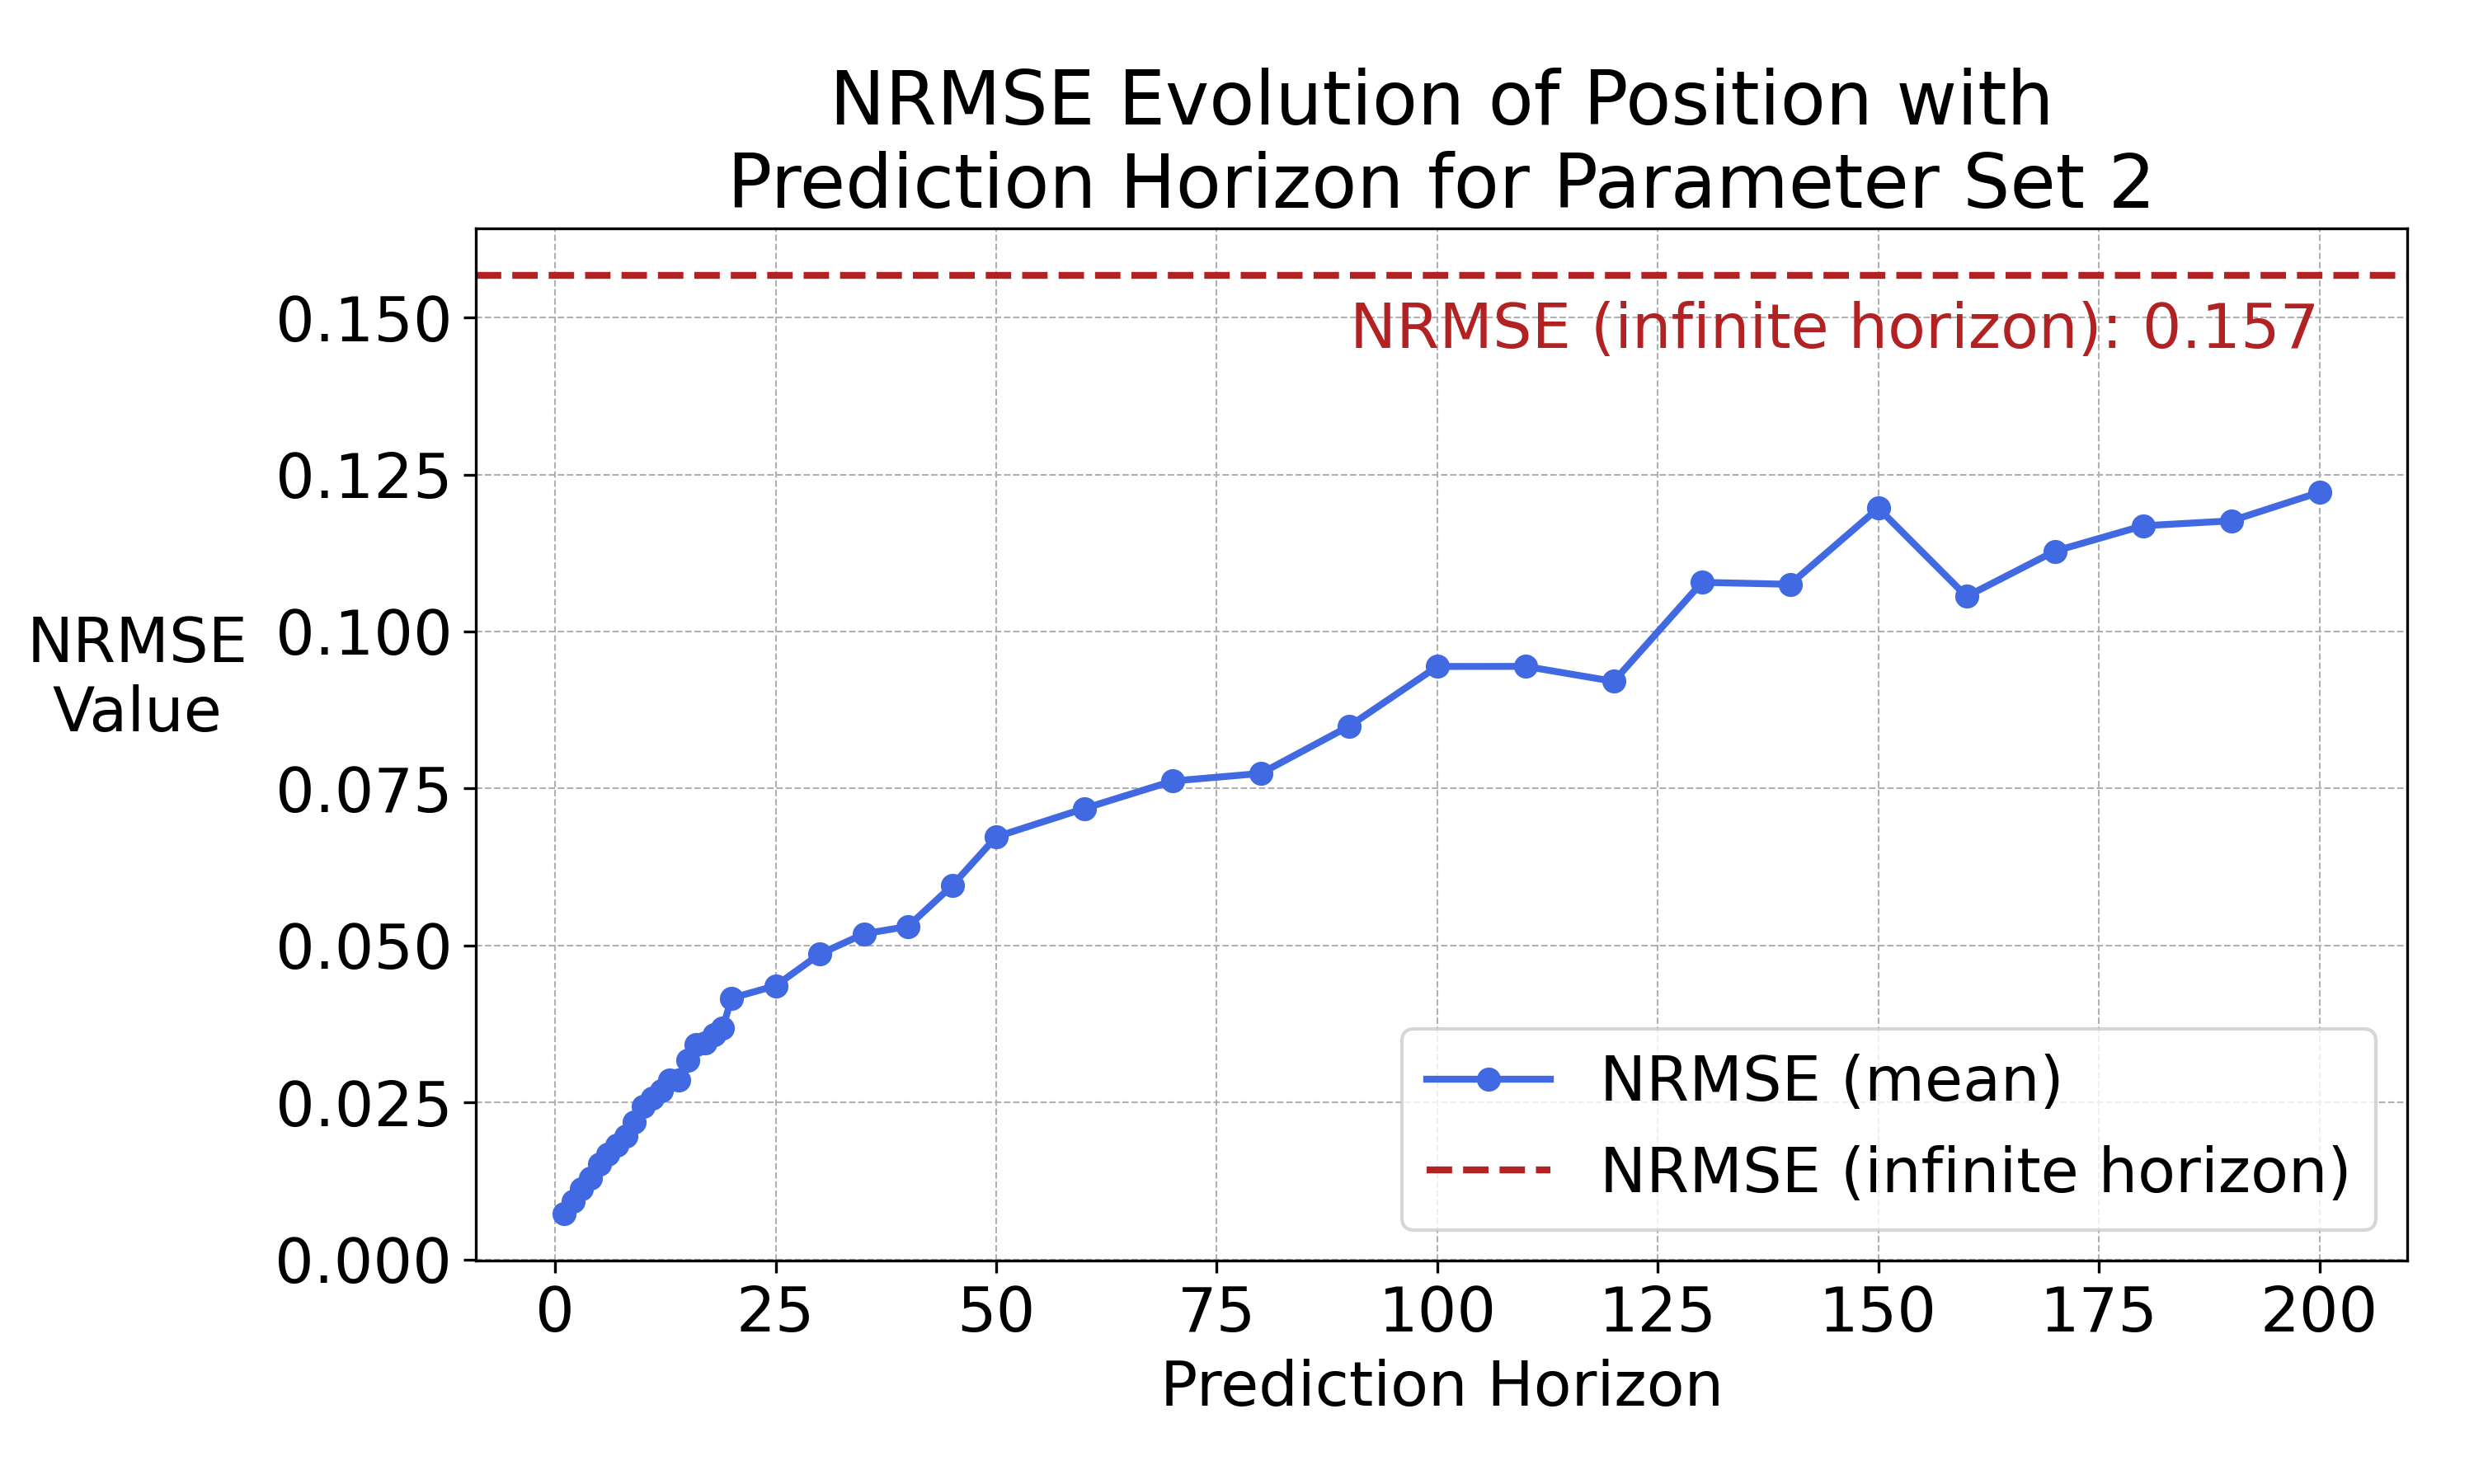 NRMSE Evolution of Position with
Prediction Horizon for Parameter Set 2
NRMSE
Value
0.150
0.125
0.100
0.075
0.050
0.025
0.000
NRMSE (infinite horizon): 0.157
NRMSE (mean)
NRMSE (infinite horizon)
0 25 50 75 100 125 150 175 200
Prediction Horizon